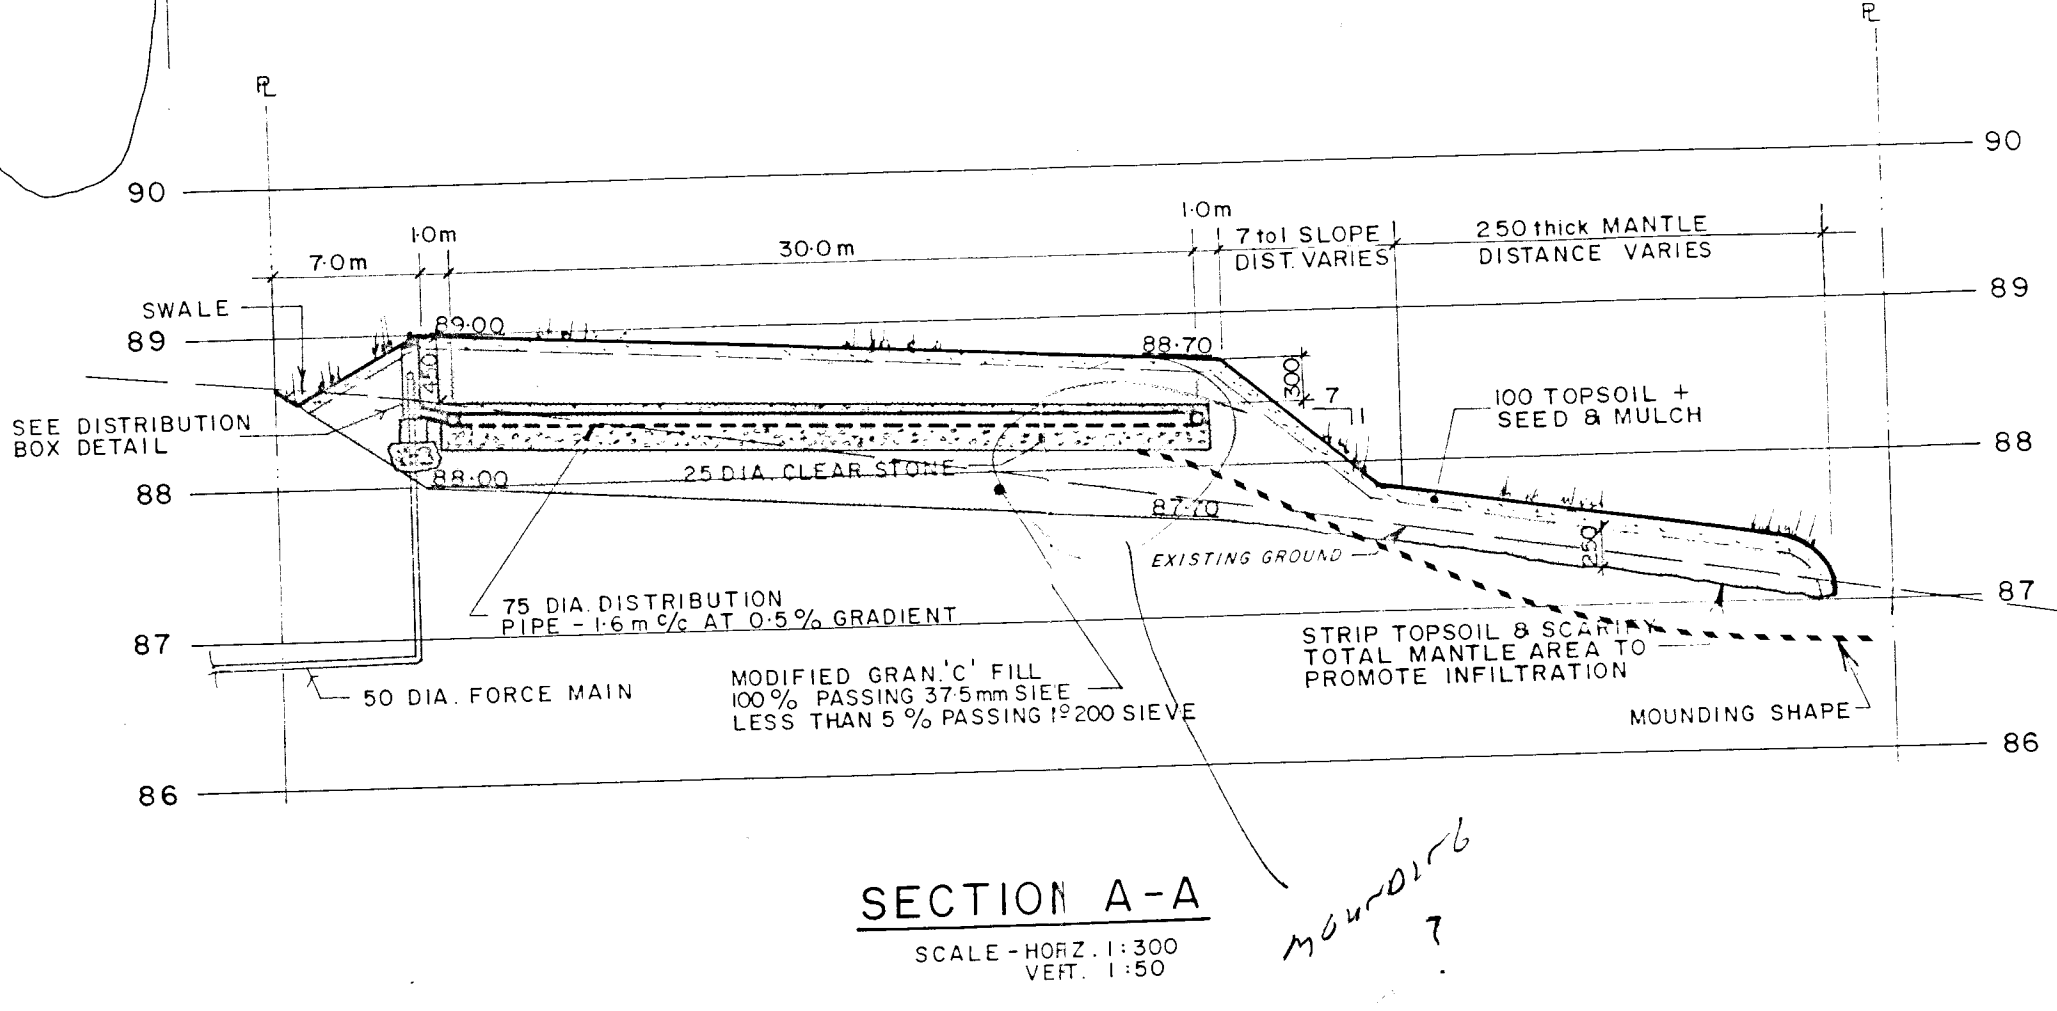 ℄
℄
90
90
1·0m
7 to 1 SLOPE
DIST. VARIES
250 thick MANTLE
DISTANCE VARIES
1·0m
30·0m
7·0m
89
SWALE
89·00
89
88·70
450
300
7
1
100 TOPSOIL +
SEED & MULCH
SEE DISTRIBUTION
BOX DETAIL
88
25 DIA. CLEAR STONE
88·00
88
87·70
250
EXISTING GROUND
87
75 DIA. DISTRIBUTION
PIPE - 1·6 m c/c AT 0·5% GRADIENT
87
STRIP TOPSOIL & SCARIFY
TOTAL MANTLE AREA TO
PROMOTE INFILTRATION
50 DIA. FORCE MAIN
MODIFIED GRAN. 'C' FILL
100% PASSING 37·5mm SIEE
LESS THAN 5% PASSING Nº 200 SIEVE
MOUNDING SHAPE
86
86
SECTION A-A
SCALE - HORZ. 1:300
VERT. 1:50
MOUNDING
?